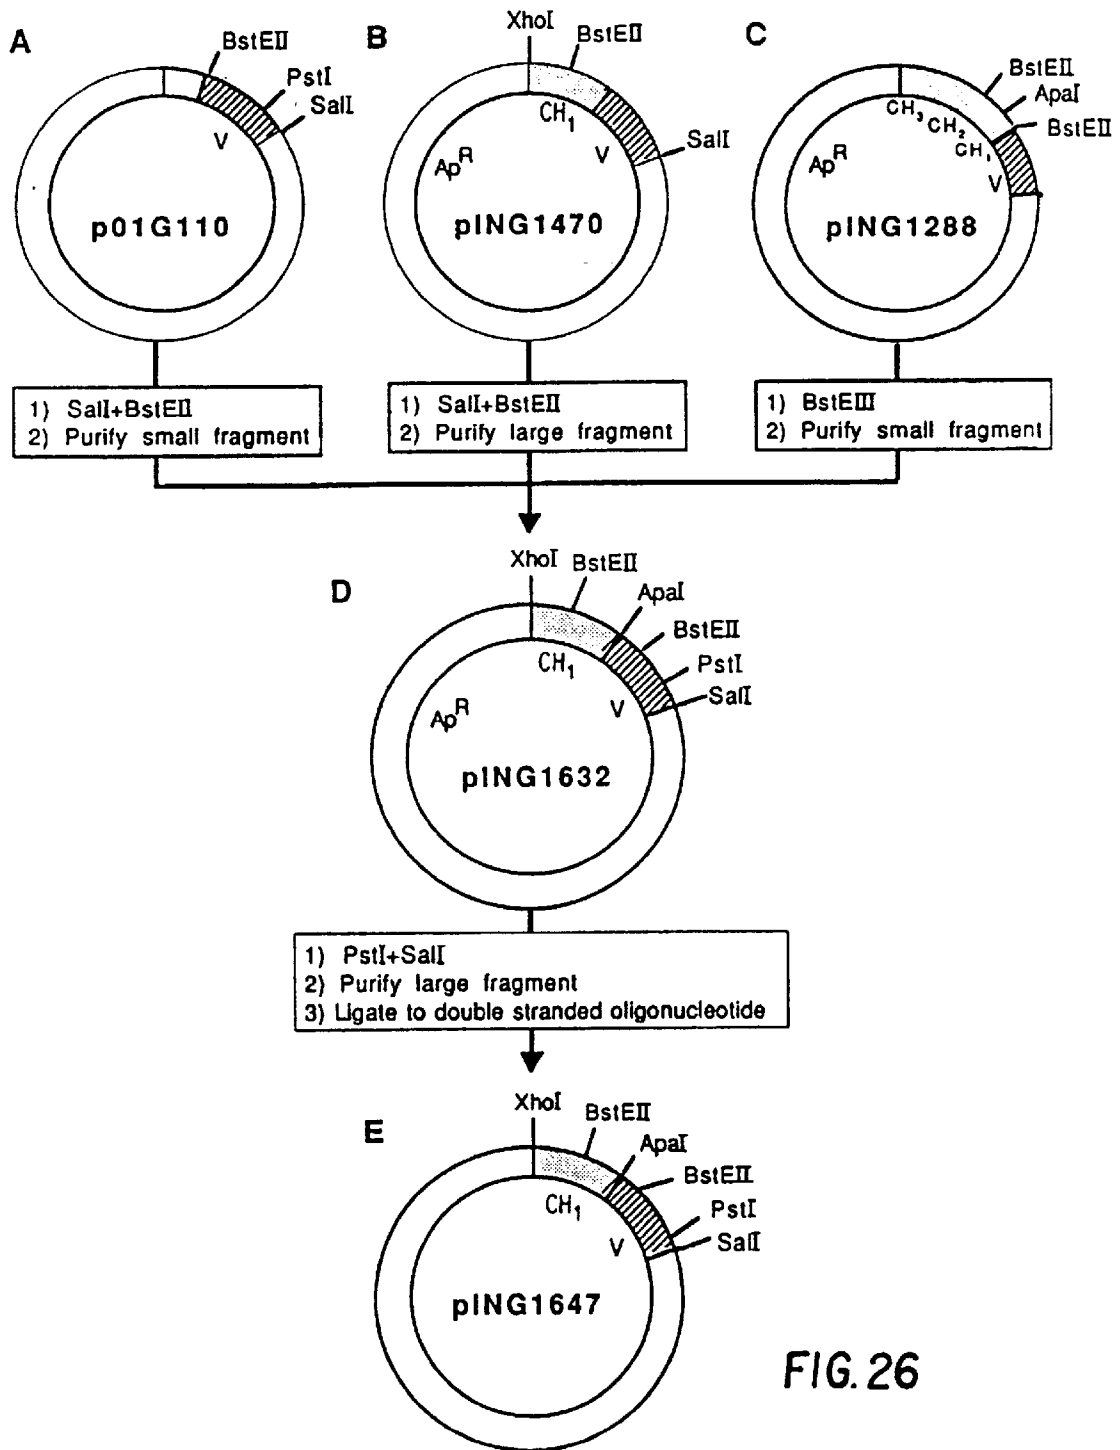 A
BstEII
PstI
SalI
V
p01G110
B
XhoI
BstEII
CH1
V
SalI
ApR
pING1470
C
BstEII
ApaI
BstEII
CH3
CH2
CH1
V
ApR
pING1288
1) SalI+BstEII
2) Purify small fragment
1) SalI+BstEII
2) Purify large fragment
1) BstEIII
2) Purify small fragment
D
XhoI
BstEII
ApaI
BstEII
PstI
SalI
CH1
V
ApR
pING1632
1) PstI+SalI
2) Purify large fragment
3) Ligate to double stranded oligonucleotide
E
XhoI
BstEII
ApaI
BstEII
PstI
SalI
CH1
V
pING1647
FIG. 26